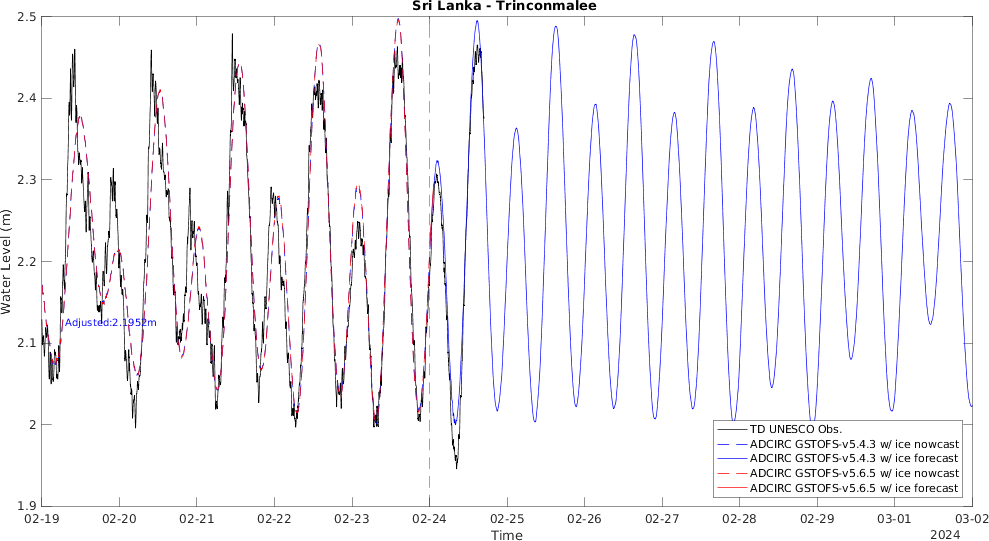 Sri Lanka - Trinconmalee
2.5
2.4
2.3
2.2
2.1
2
1.9
Water Level (m)
Adjusted:2.1952m
TD UNESCO Obs.
ADCIRC GSTOFS-v5.4.3 w/ ice nowcast
ADCIRC GSTOFS-v5.4.3 w/ ice forecast
ADCIRC GSTOFS-v5.6.5 w/ ice nowcast
ADCIRC GSTOFS-v5.6.5 w/ ice forecast
02-19 02-20 02-21 02-22 02-23 02-24 02-25 02-26 02-27 02-28 02-29 03-01 03-02
Time
2024